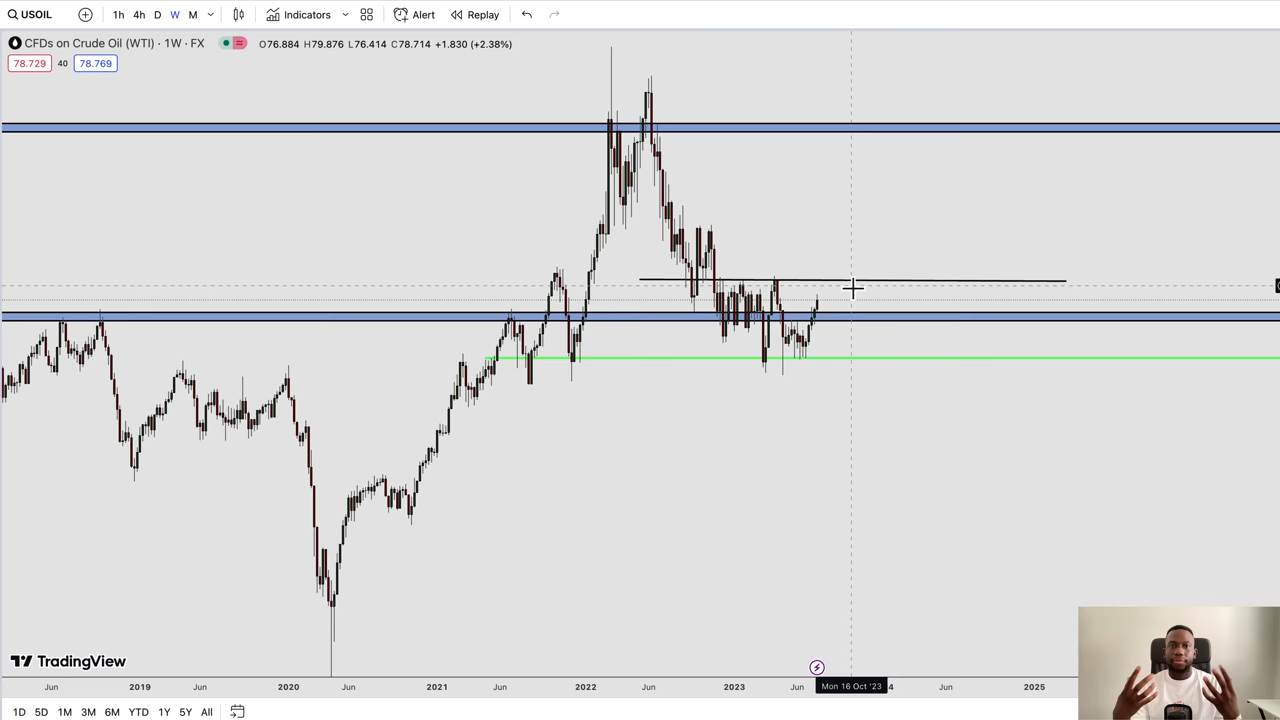 USOIL 1h 4h D W M Indicators Alert Replay
CFDs on Crude Oil (WTI) · 1W · FX O76.884 H79.876 L76.414 C78.714 +1.830 (+2.38%)
78.729 40 78.769
TradingView
Jun 2019 Jun 2020 Jun 2021 Jun 2022 Jun 2023 Jun Mon 16 Oct '23 4 Jun 2025
1D 5D 1M 3M 6M YTD 1Y 5Y All